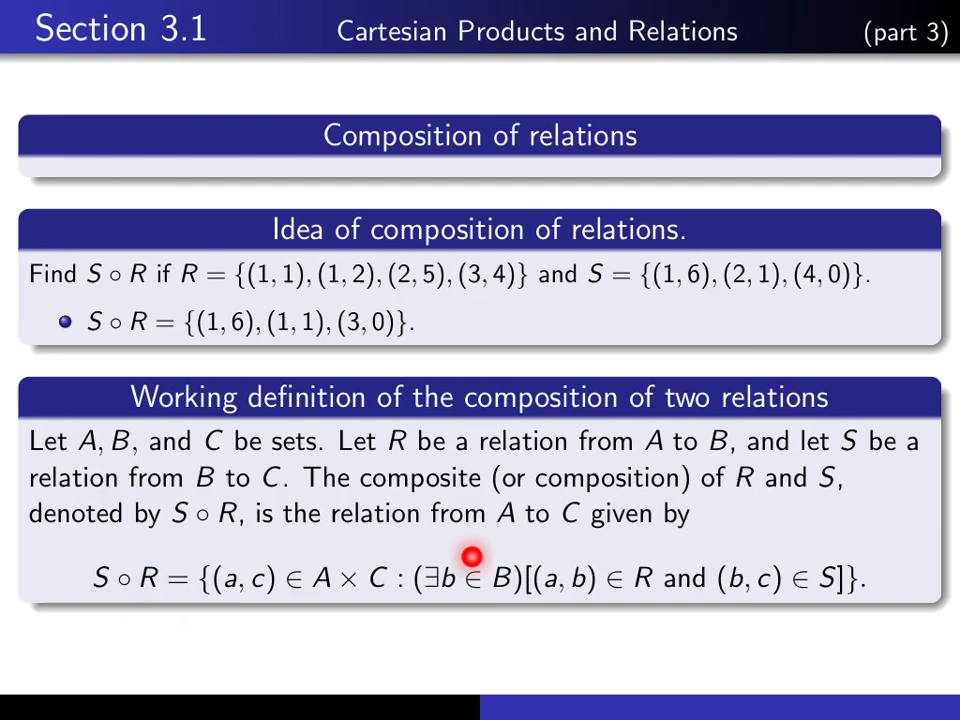 Section 3.1 Cartesian Products and Relations (part 3)
Composition of relations
Idea of composition of relations.
Find S ∘ R if R = {(1, 1), (1, 2), (2, 5), (3, 4)} and S = {(1, 6), (2, 1), (4, 0)}.
S ∘ R = {(1, 6), (1, 1), (3, 0)}.
Working definition of the composition of two relations
Let A, B, and C be sets. Let R be a relation from A to B, and let S be a
relation from B to C. The composite (or composition) of R and S,
denoted by S ∘ R, is the relation from A to C given by
S ∘ R = {(a, c) ∈ A × C : (∃b ∈ B)[(a, b) ∈ R and (b, c) ∈ S]}.